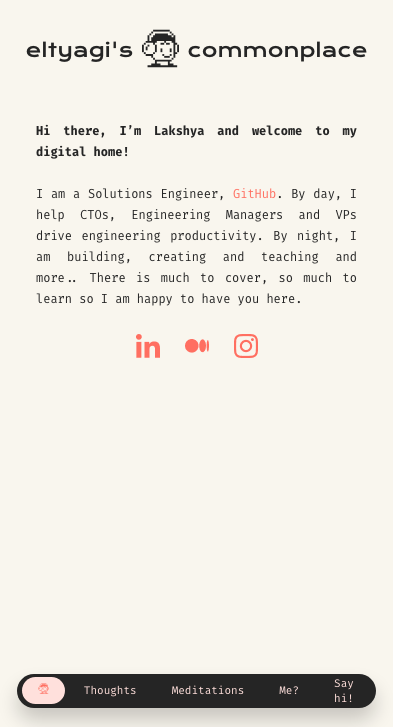 eltyagi's commonplace
Hi there, I’m Lakshya and welcome to my
digital home!
I am a Solutions Engineer, GitHub. By day, I
help CTOs, Engineering Managers and VPs
drive engineering productivity. By night, I
am building, creating and teaching and
more.. There is much to cover, so much to
learn so I am happy to have you here.
in
Thoughts Meditations Me? Say
hi!